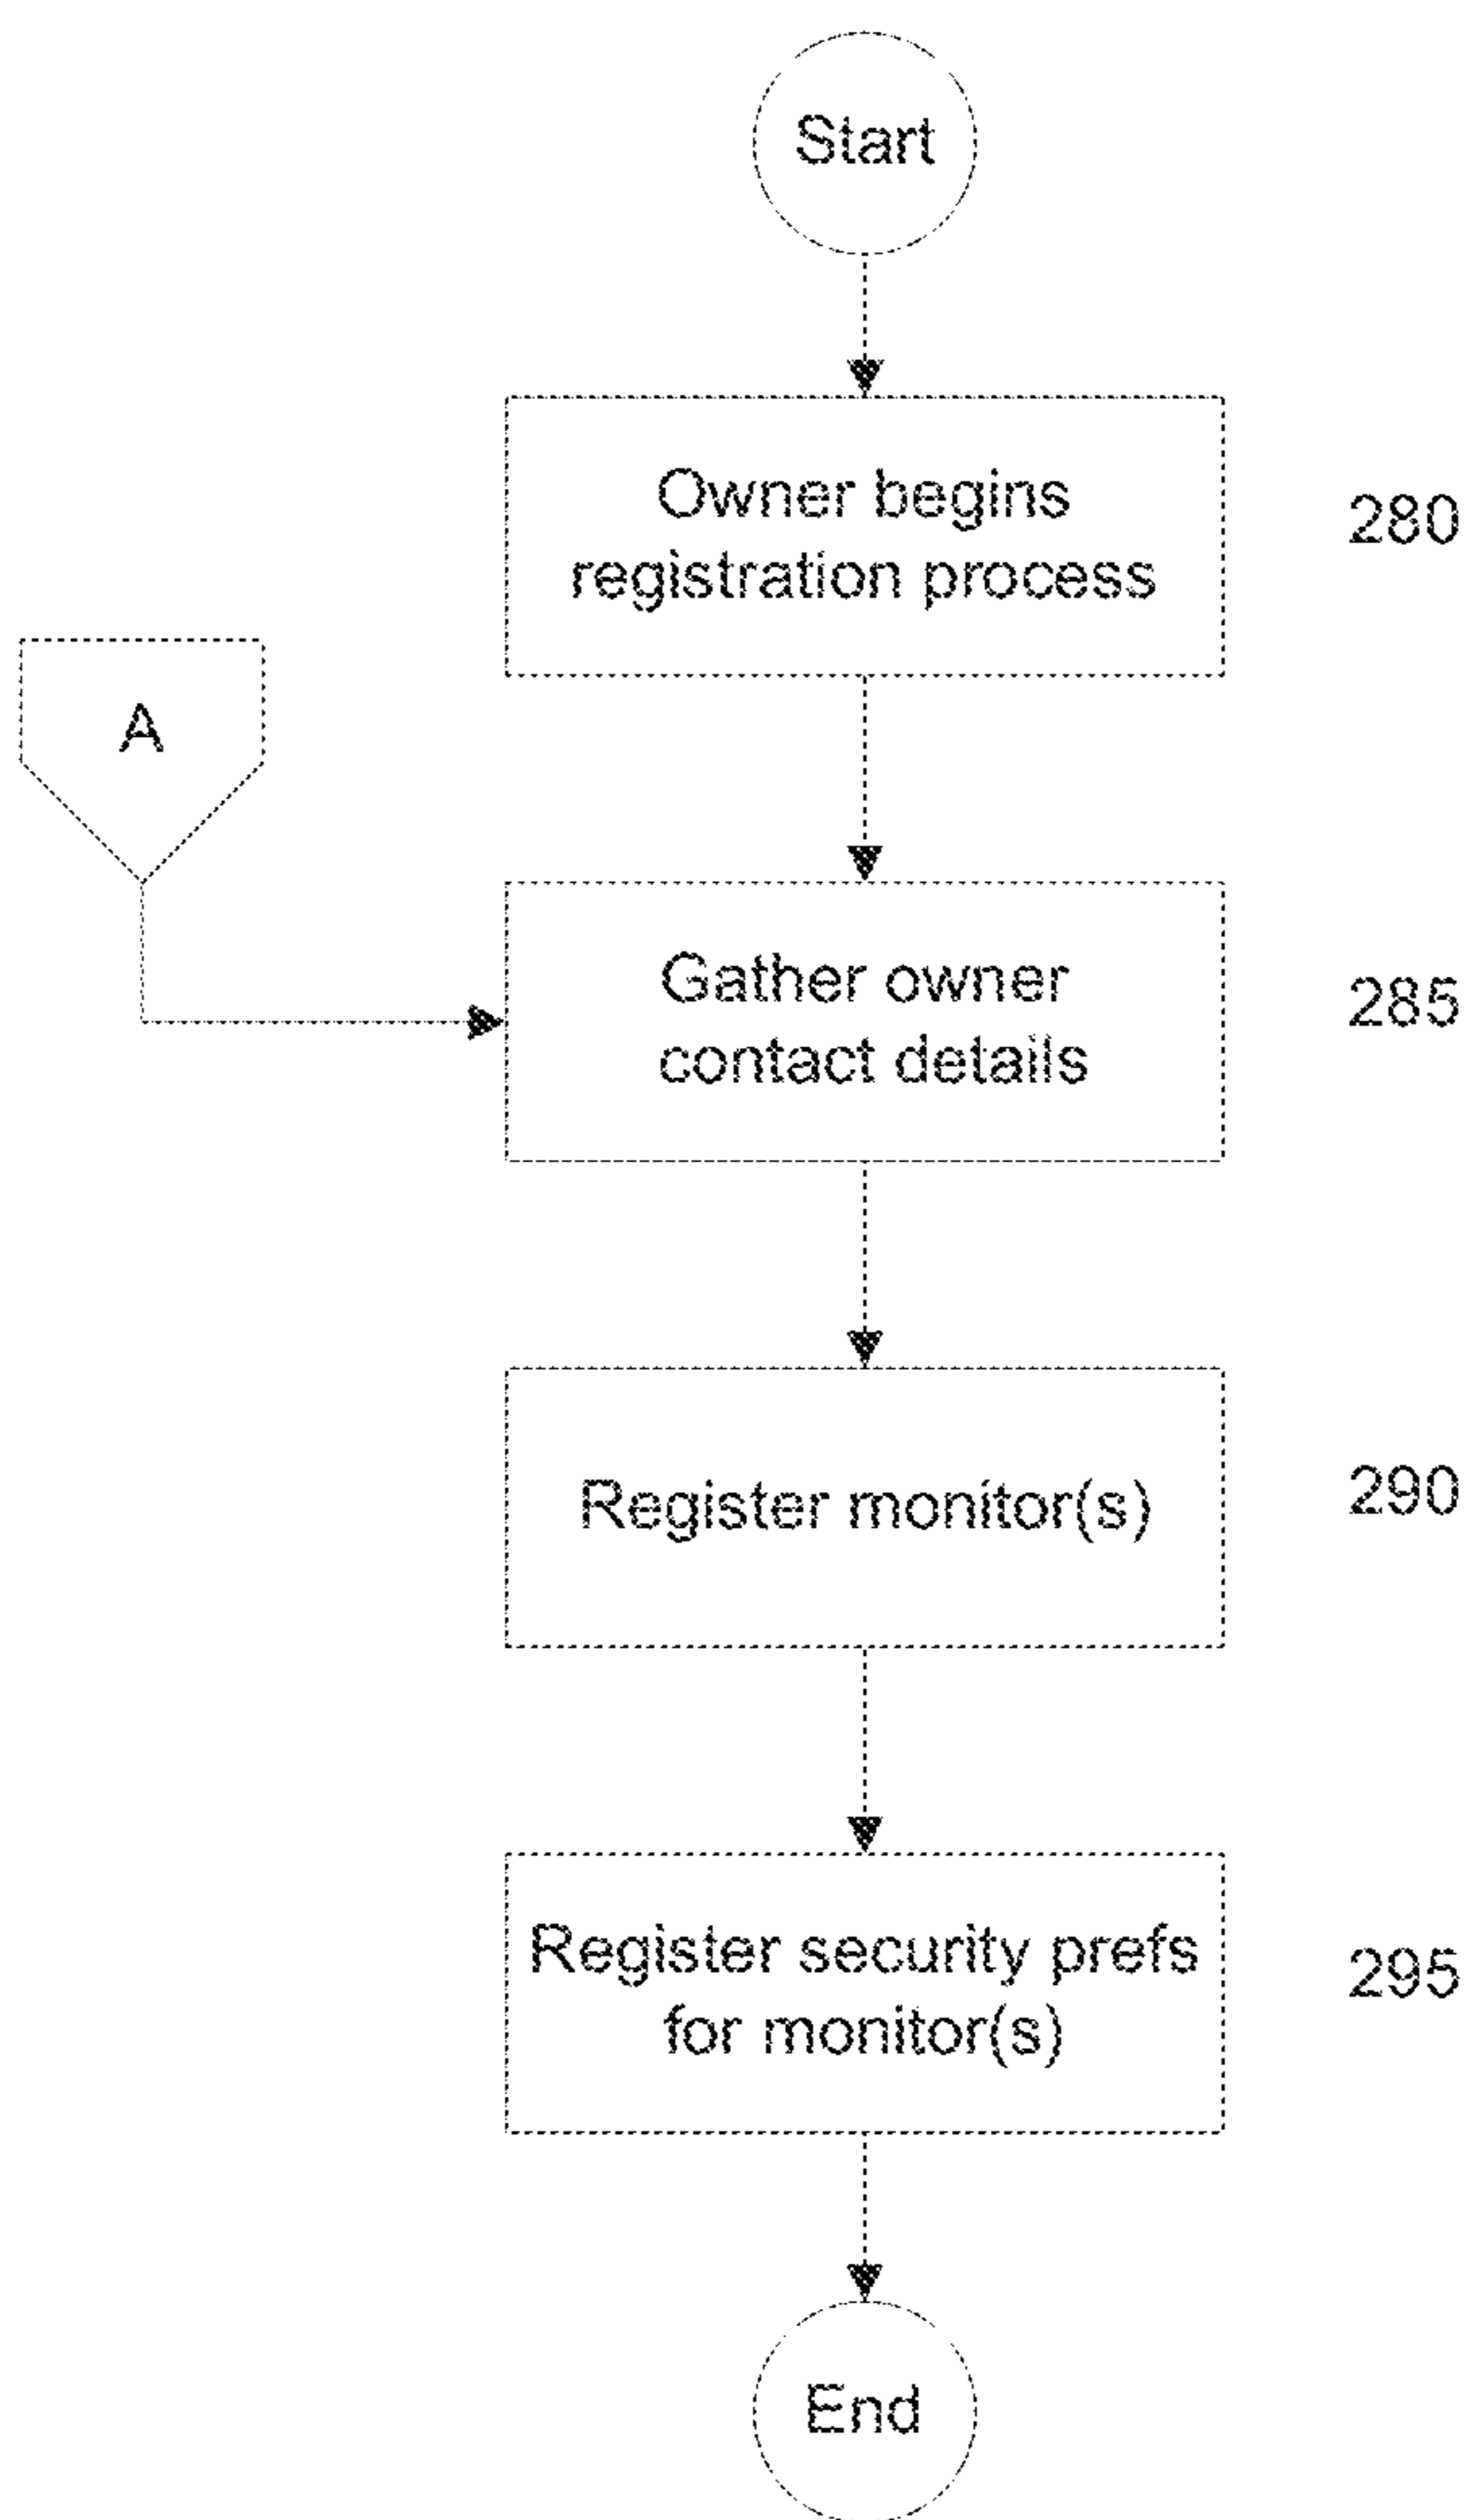 Start
Owner begins
registration process
280
A
Gather owner
contact details
285
Register monitor(s)
290
Register security prefs
for monitor(s)
295
End